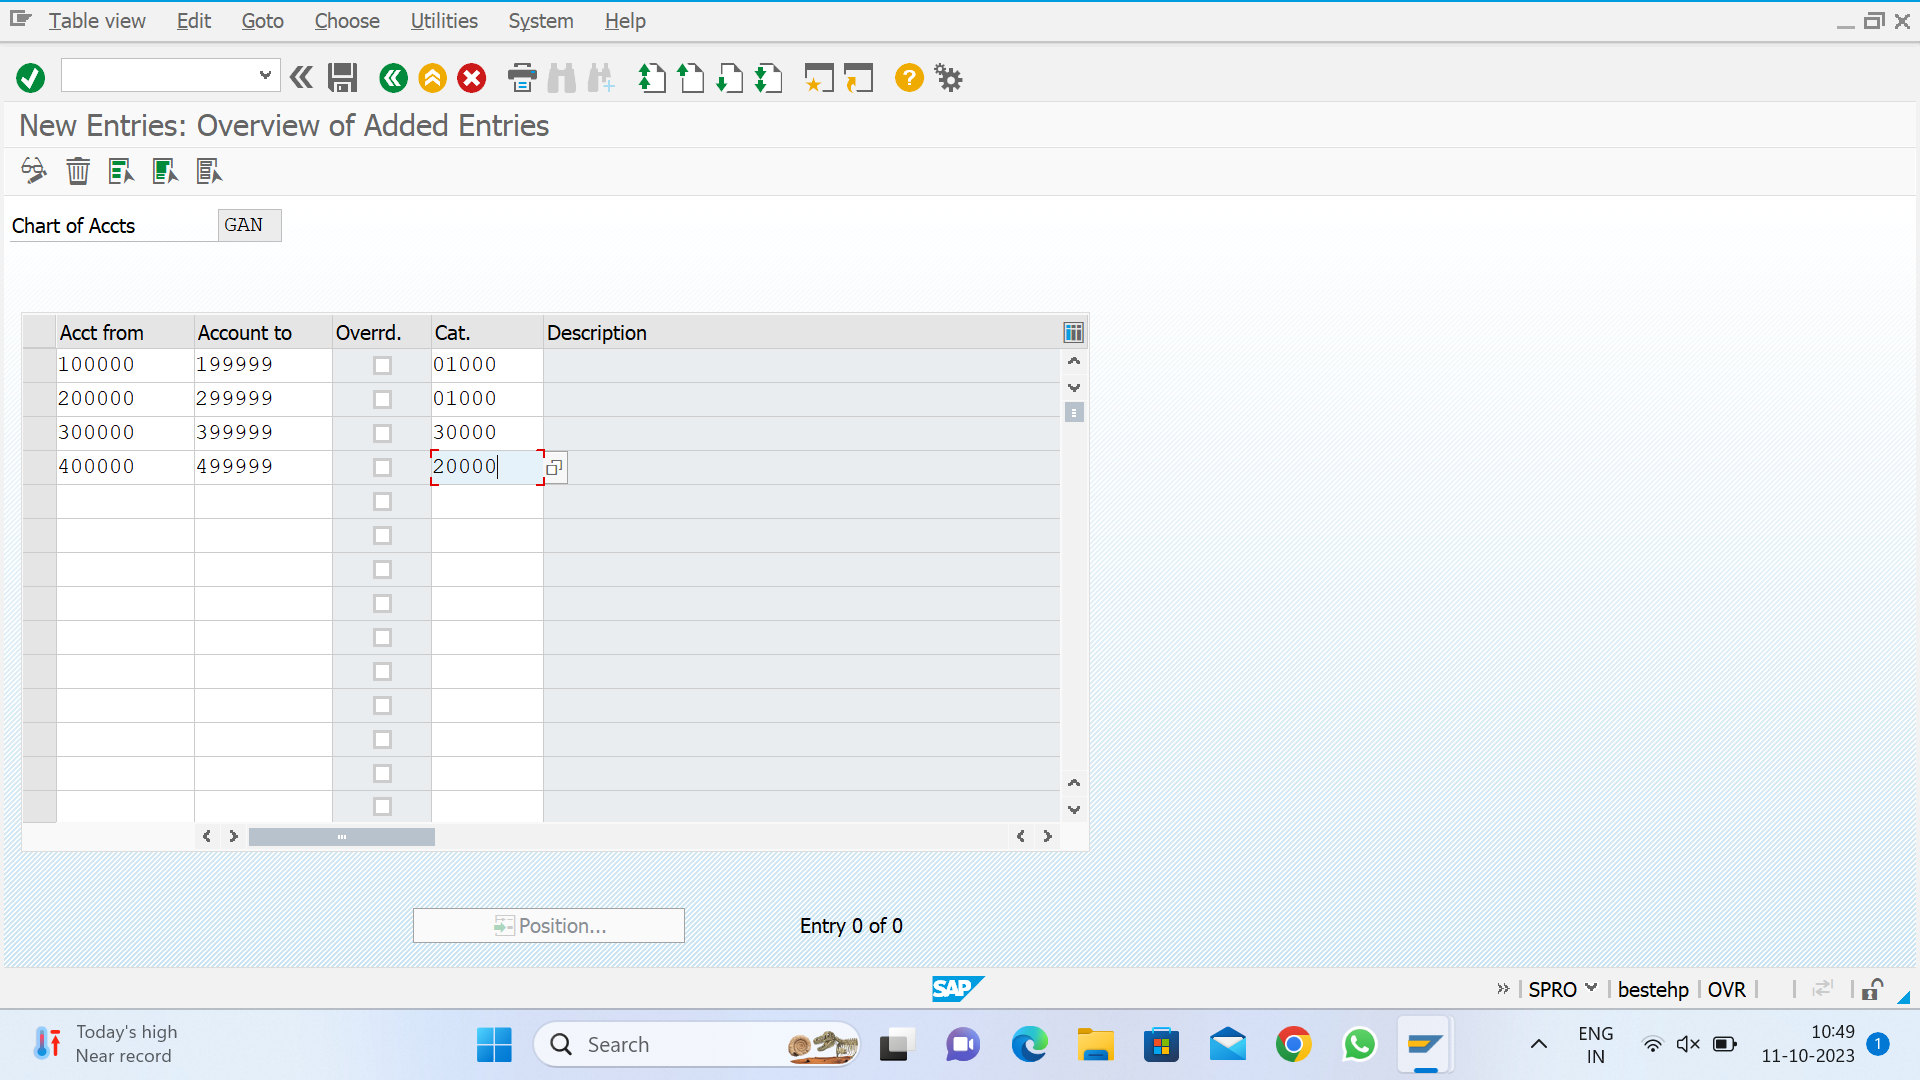 Table view Edit Goto Choose Utilities System Help
New Entries: Overview of Added Entries
Chart of Accts GAN
Acct from Account to Overrd. Cat. Description
100000 199999 01000
200000 299999 01000
300000 399999 30000
400000 499999 20000
Position...
Entry 0 of 0
SAP
SPRO bestehp OVR
Today's high
Near record
Search
ENG
IN
10:49
11-10-2023
1